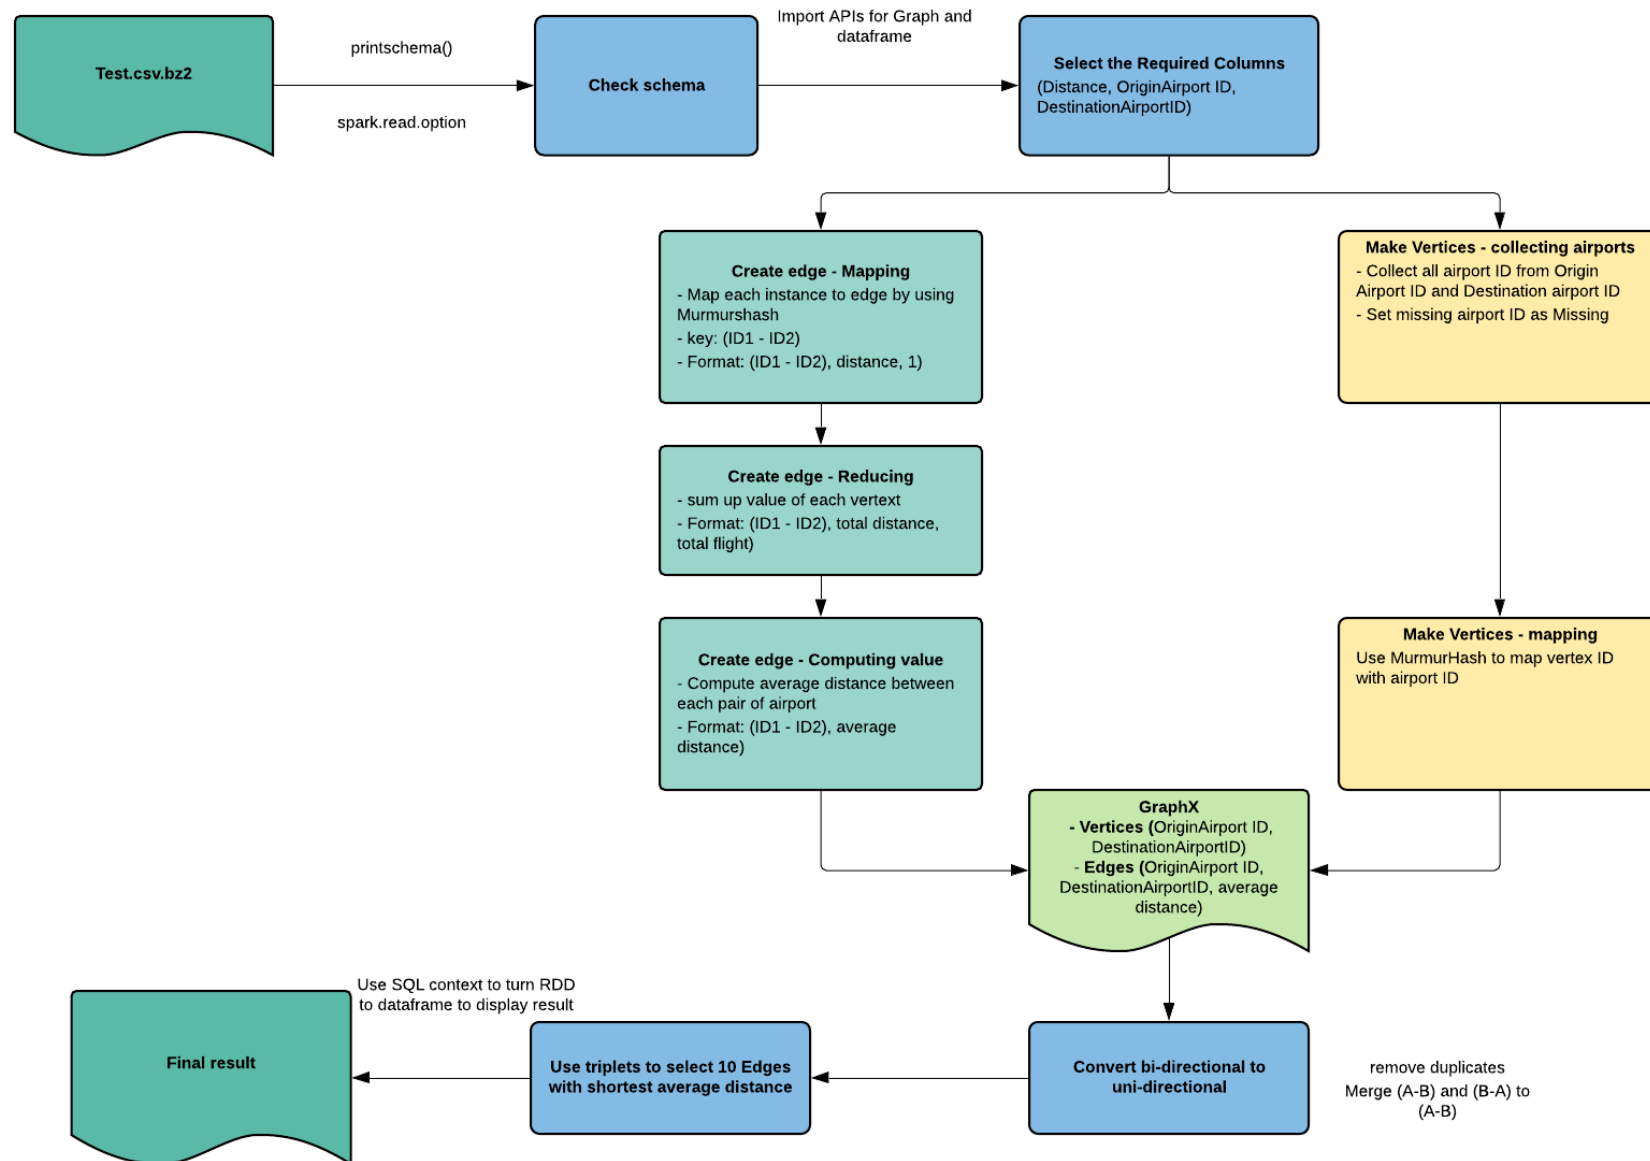 Test.csv.bz2
printschema()
spark.read.option
Check schema
Import APIs for Graph and
dataframe
Select the Required Columns
(Distance, OriginAirport ID,
DestinationAirportID)
Create edge - Mapping
- Map each instance to edge by using
Murmurshash
- key: (ID1 - ID2)
- Format: (ID1 - ID2), distance, 1)
Make Vertices - collecting airports
- Collect all airport ID from Origin
Airport ID and Destination airport ID
- Set missing airport ID as Missing
Create edge - Reducing
- sum up value of each vertext
- Format: (ID1 - ID2), total distance,
total flight)
Create edge - Computing value
- Compute average distance between
each pair of airport
- Format: (ID1 - ID2), average
distance)
Make Vertices - mapping
Use MurmurHash to map vertex ID
with airport ID
GraphX
- Vertices (OriginAirport ID,
DestinationAirportID)
- Edges (OriginAirport ID,
DestinationAirportID, average
distance)
Convert bi-directional to
uni-directional
remove duplicates
Merge (A-B) and (B-A) to
(A-B)
Use triplets to select 10 Edges
with shortest average distance
Use SQL context to turn RDD
to dataframe to display result
Final result